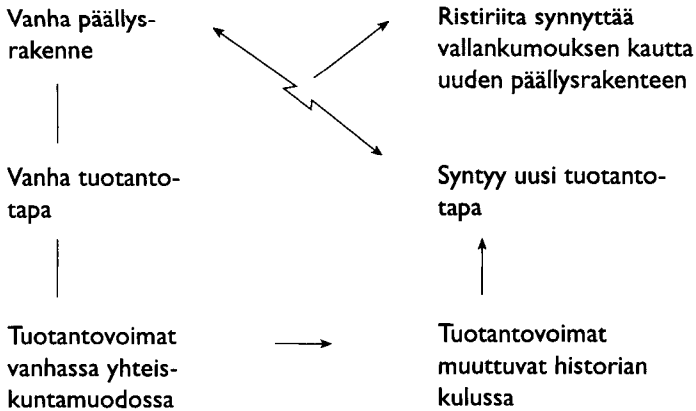 Vanha päällys-
rakenne
Ristiriita synnyttää
vallankumouksen kautta
uuden päällysrakenteen
Vanha tuotanto-
tapa
Syntyy uusi tuotanto-
tapa
Tuotantovoimat
vanhassa yhteis-
kuntamuodossa
Tuotantovoimat
muuttuvat historian
kulussa